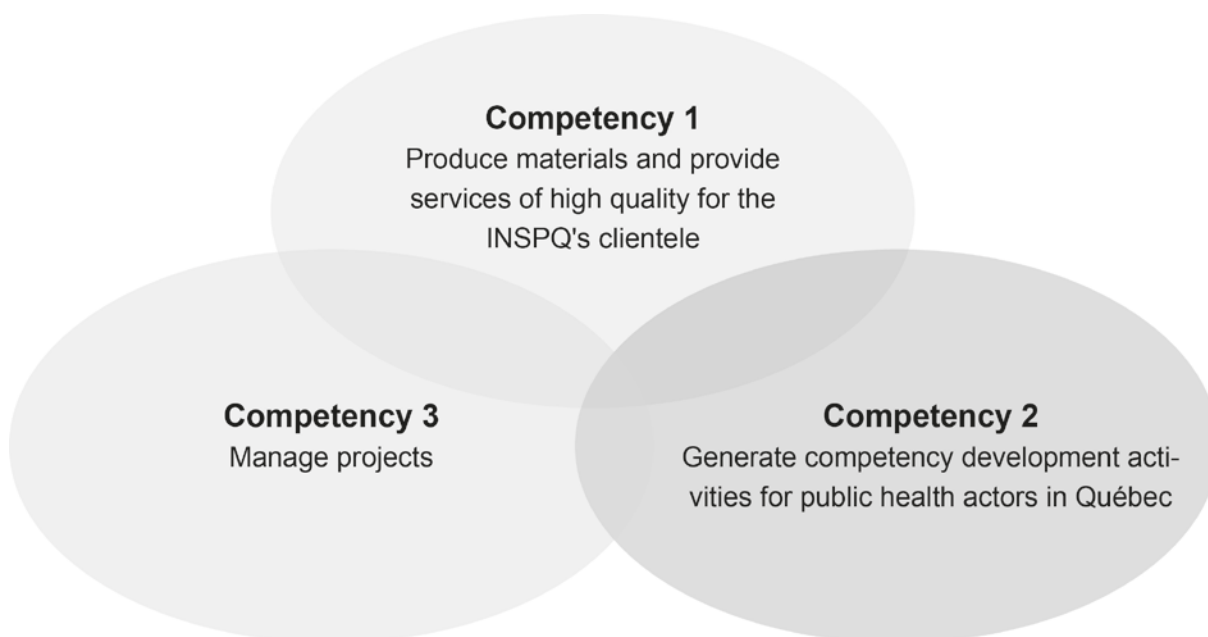 Competency 1
Produce materials and provide
services of high quality for the
INSPQ's clientele
Competency 3
Manage projects
Competency 2
Generate competency development acti-
vities for public health actors in Québec